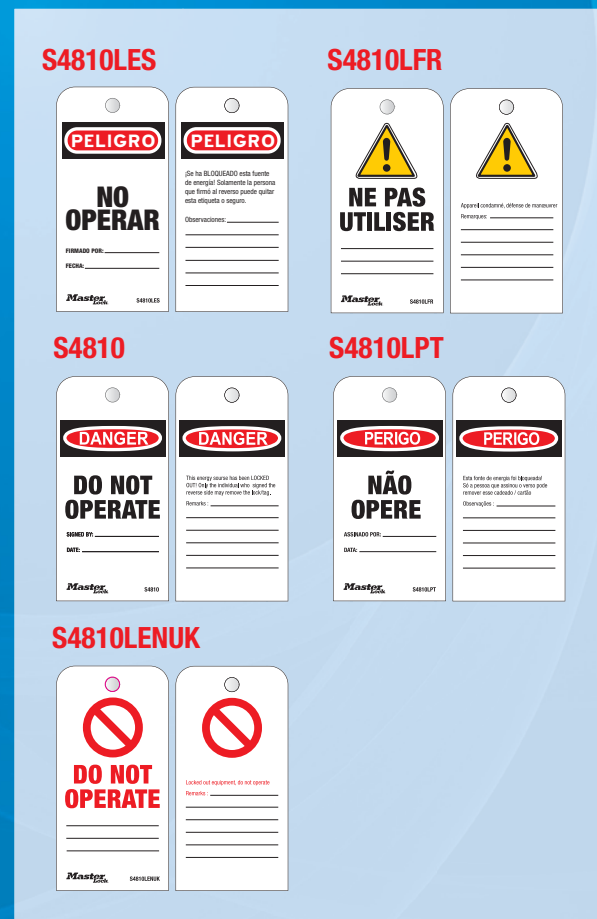 S4810LES
PELIGRO
NO
OPERAR
FIRMADO POR:
FECHA:
Master Lock
S4810LES
PELIGRO
¡Se ha BLOQUEADO esta fuente
de energía! Solamente la persona
que firmó al reverso puede quitar
esta etiqueta o seguro.
Observaciones:
S4810LFR
NE PAS
UTILISER
Master Lock
S4810LFR
Appareil condamné, défense de manœuvrer
Remarques:
S4810
DANGER
DO NOT
OPERATE
SIGNED BY:
DATE:
Master Lock
S4810
DANGER
This energy sourse has been LOCKED
OUT! Only the individual who signed the
reverse side may remove the lock/tag.
Remarks :
S4810LPT
PERIGO
NÃO
OPERE
ASSINADO POR:
DATA:
Master Lock
S4810LPT
PERIGO
Esta fonte de energia foi bloqueada!
Só a pessoa que assinou o verso pode
remover esse cadeado / cartão
Observações :
S4810LENUK
DO NOT
OPERATE
Master Lock
S4810LENUK
Locked out equipment, do not operate
Remarks :